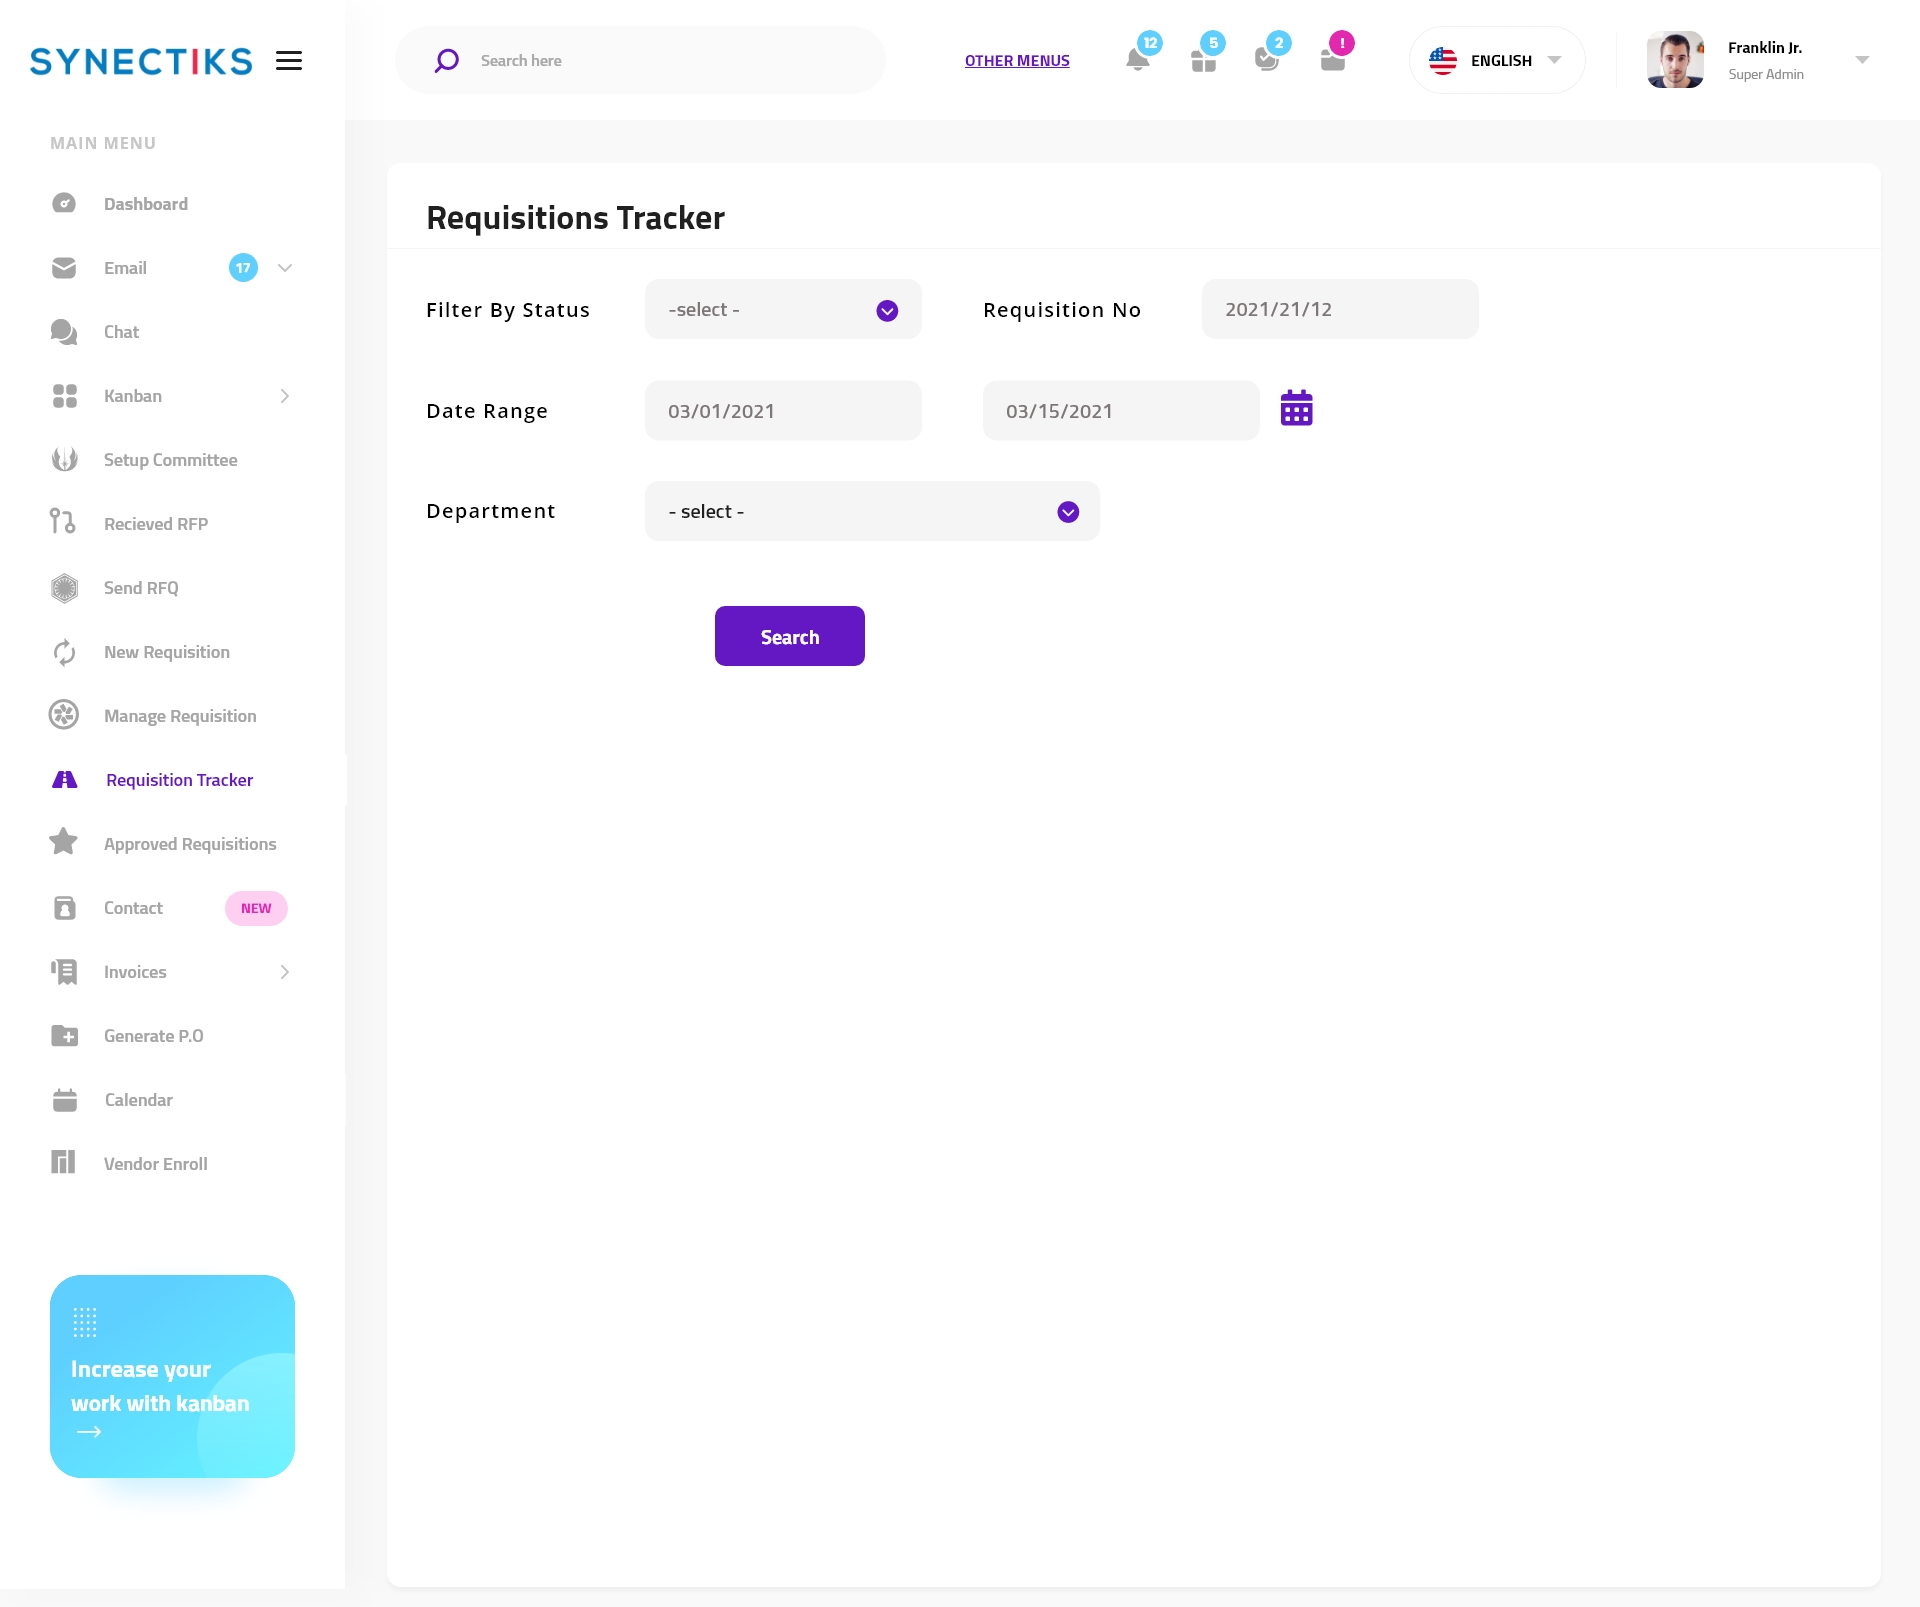 SYNECTIKS
Search here
OTHER MENUS
12
5
2
!
ENGLISH
Franklin Jr.
Super Admin
MAIN MENU
Dashboard
Email
17
Chat
Kanban
Setup Committee
Recieved RFP
Send RFQ
New Requisition
Manage Requisition
Requisition Tracker
Approved Requisitions
Contact
NEW
Invoices
Generate P.O
Calendar
Vendor Enroll
Increase your
work with kanban
Requisitions Tracker
Filter By Status
-select -
Requisition No
2021/21/12
Date Range
03/01/2021
03/15/2021
Department
- select -
Search